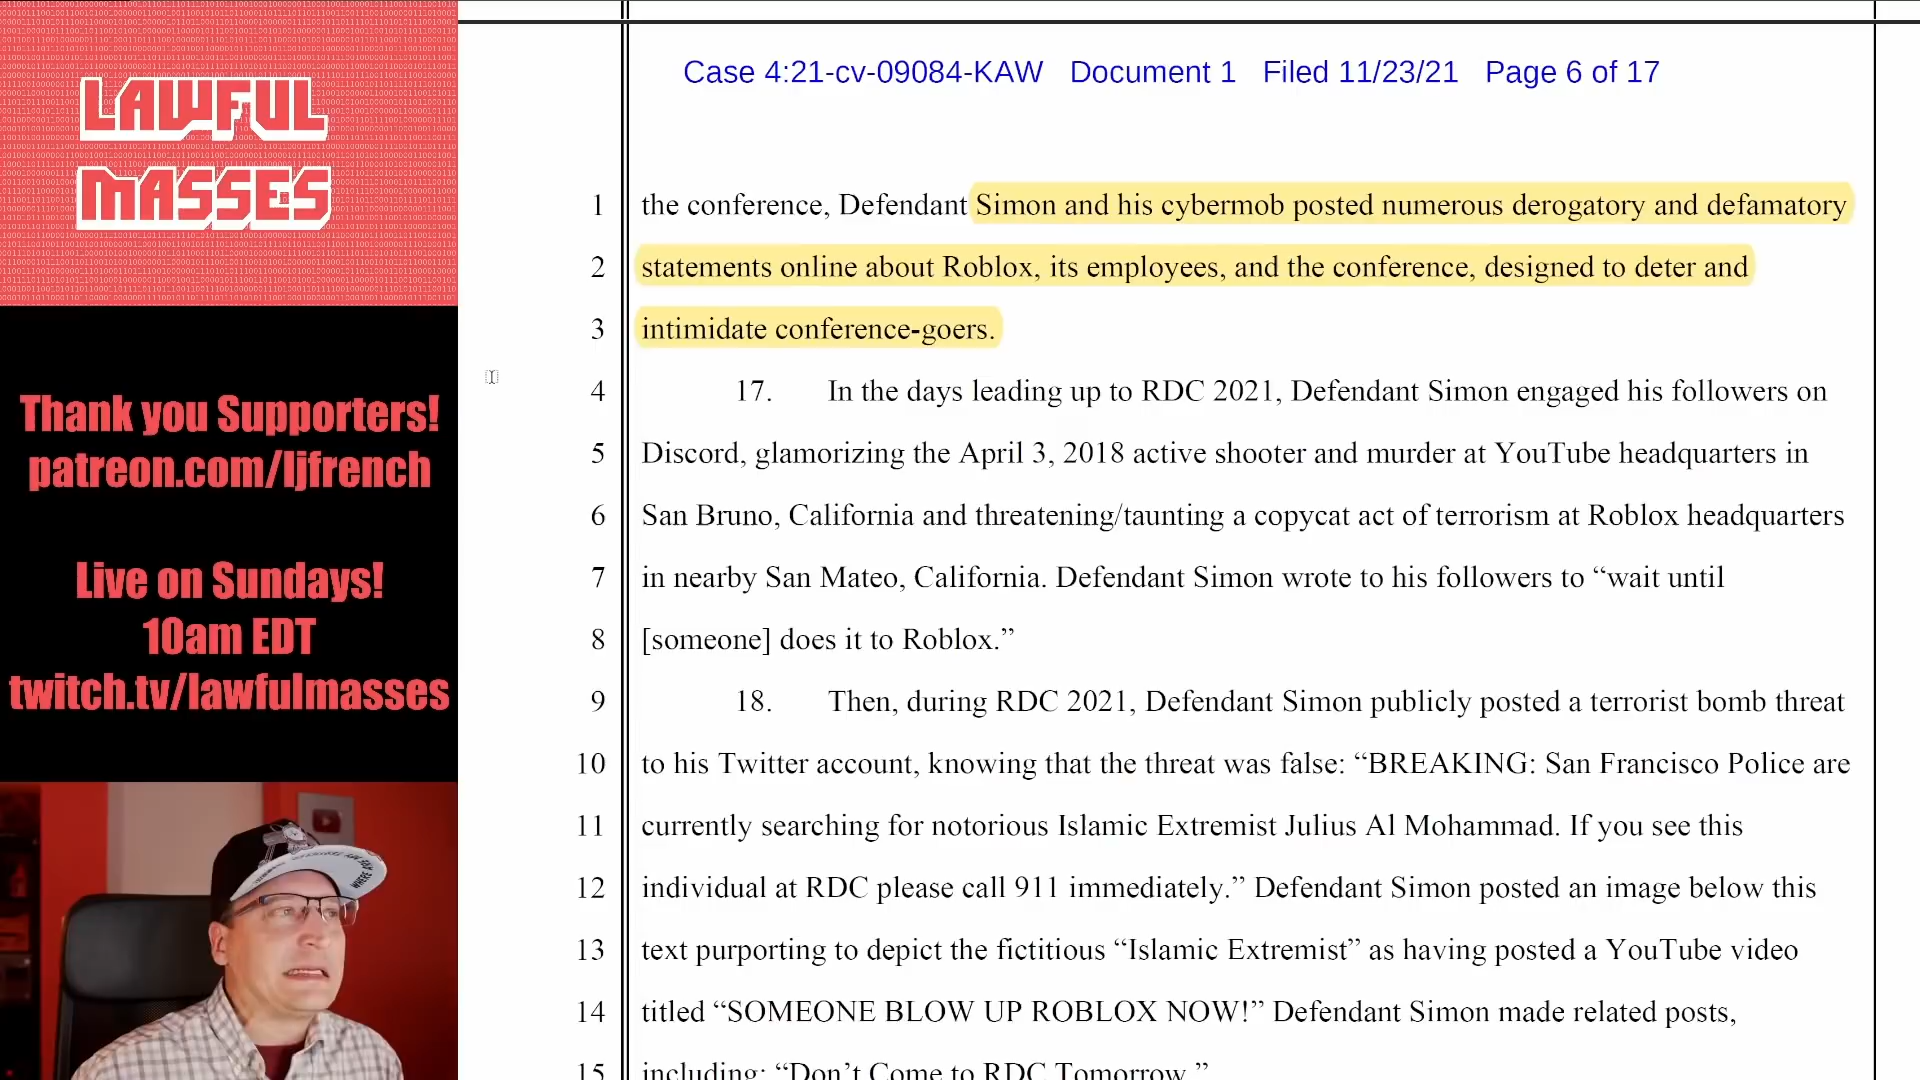 LAWFUL
MASSES
Thank you Supporters!
patreon.com/ljfrench
Live on Sundays!
10am EDT
twitch.tv/lawfulmasses
Case 4:21-cv-09084-KAW Document 1 Filed 11/23/21 Page 6 of 17
1 the conference, Defendant Simon and his cybermob posted numerous derogatory and defamatory
2 statements online about Roblox, its employees, and the conference, designed to deter and
3 intimidate conference-goers.
4 17. In the days leading up to RDC 2021, Defendant Simon engaged his followers on
5 Discord, glamorizing the April 3, 2018 active shooter and murder at YouTube headquarters in
6 San Bruno, California and threatening/taunting a copycat act of terrorism at Roblox headquarters
7 in nearby San Mateo, California. Defendant Simon wrote to his followers to “wait until
8 [someone] does it to Roblox.”
9 18. Then, during RDC 2021, Defendant Simon publicly posted a terrorist bomb threat
10 to his Twitter account, knowing that the threat was false: “BREAKING: San Francisco Police are
11 currently searching for notorious Islamic Extremist Julius Al Mohammad. If you see this
12 individual at RDC please call 911 immediately.” Defendant Simon posted an image below this
13 text purporting to depict the fictitious “Islamic Extremist” as having posted a YouTube video
14 titled “SOMEONE BLOW UP ROBLOX NOW!” Defendant Simon made related posts,
15 including: “Don’t Come to RDC Tomorrow.”